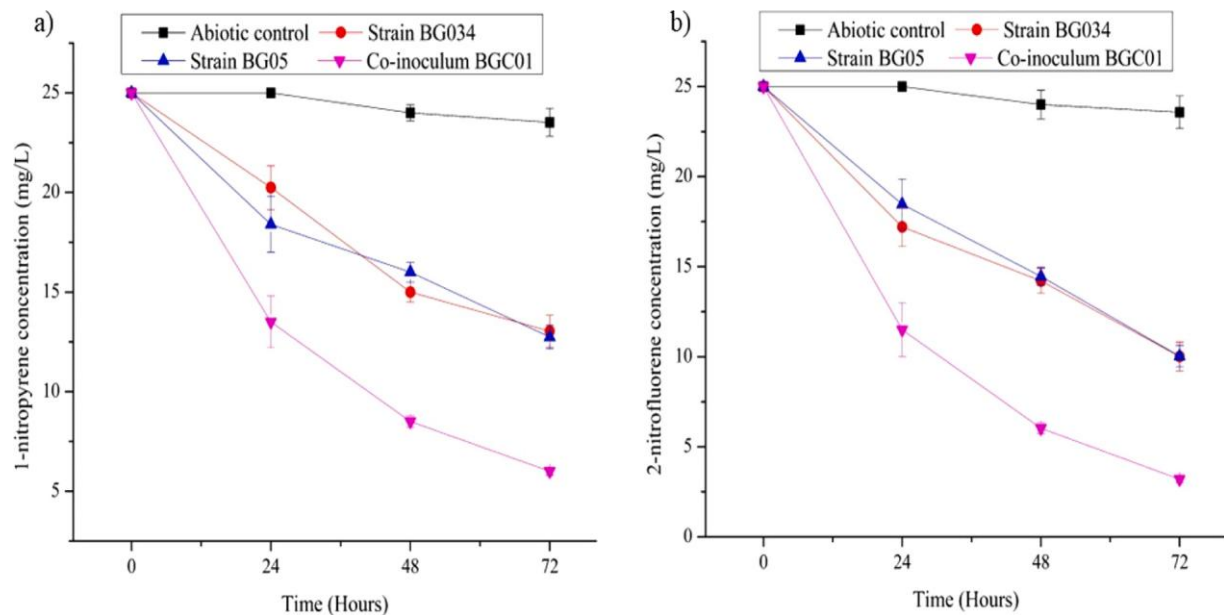 a)
Abiotic control Strain BG034
Strain BG05 Co-inoculum BGC01
1-nitropyrene concentration (mg/L)
25
20
15
10
5
0 24 48 72
Time (Hours)
b)
Abiotic control Strain BG034
Strain BG05 Co-inoculum BGC01
2-nitrofluorene concentration (mg/L)
25
20
15
10
5
0
0 24 48 72
Time (Hours)